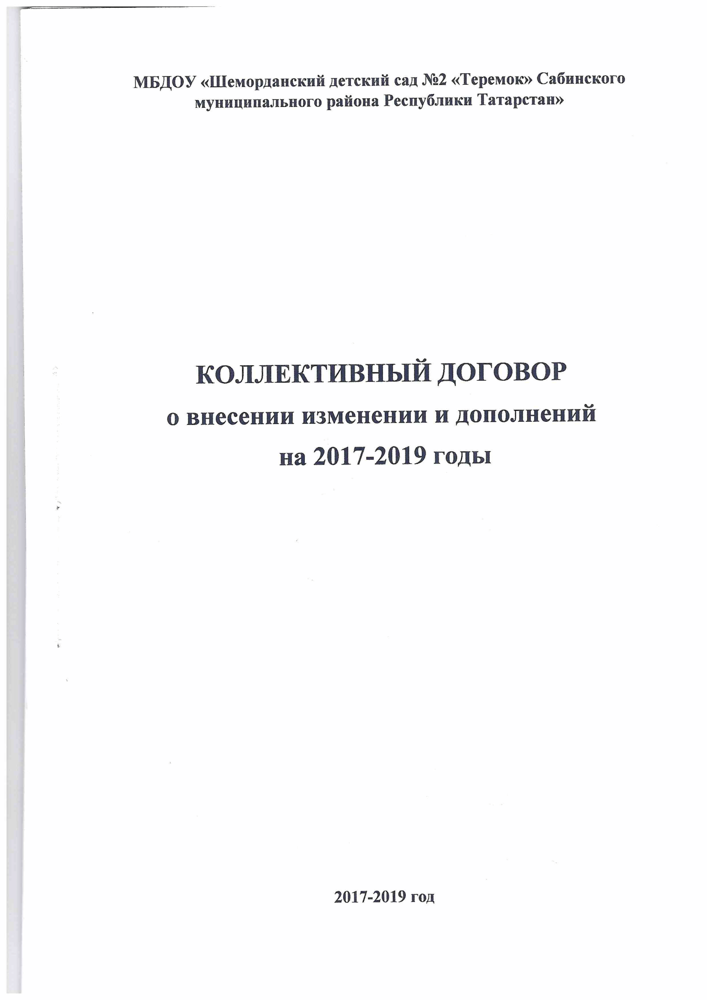 МБДОУ «Шеморданский детский сад №2 «Теремок» Сабинского
муниципального района Республики Татарстан»
КОЛЛЕКТИВНЫЙ ДОГОВОР
о внесении изменении и дополнений
на 2017-2019 годы
2017-2019 год